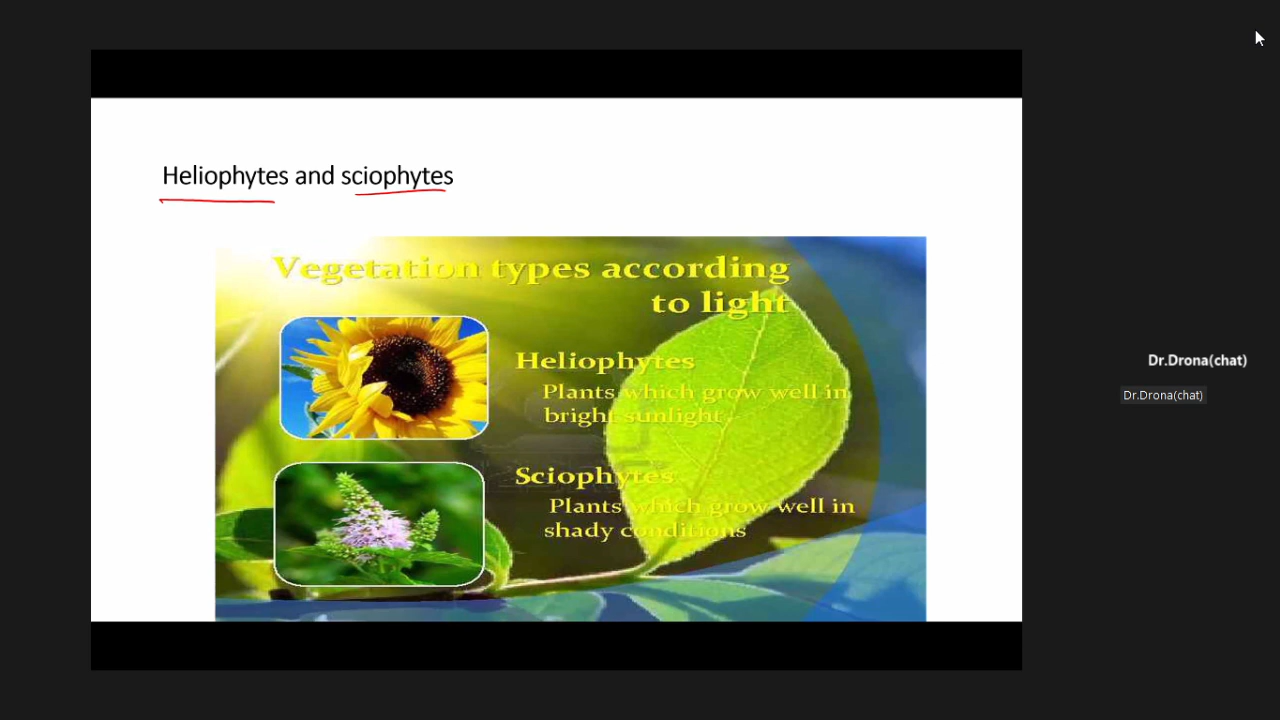 Heliophytes and sciophytes
Vegetation types according
to light
Heliophytes
Plants which grow well in
bright sunlight
Sciophytes
Plants which grow well in
shady conditions
Dr.Drona(chat)
Dr.Drona(chat)